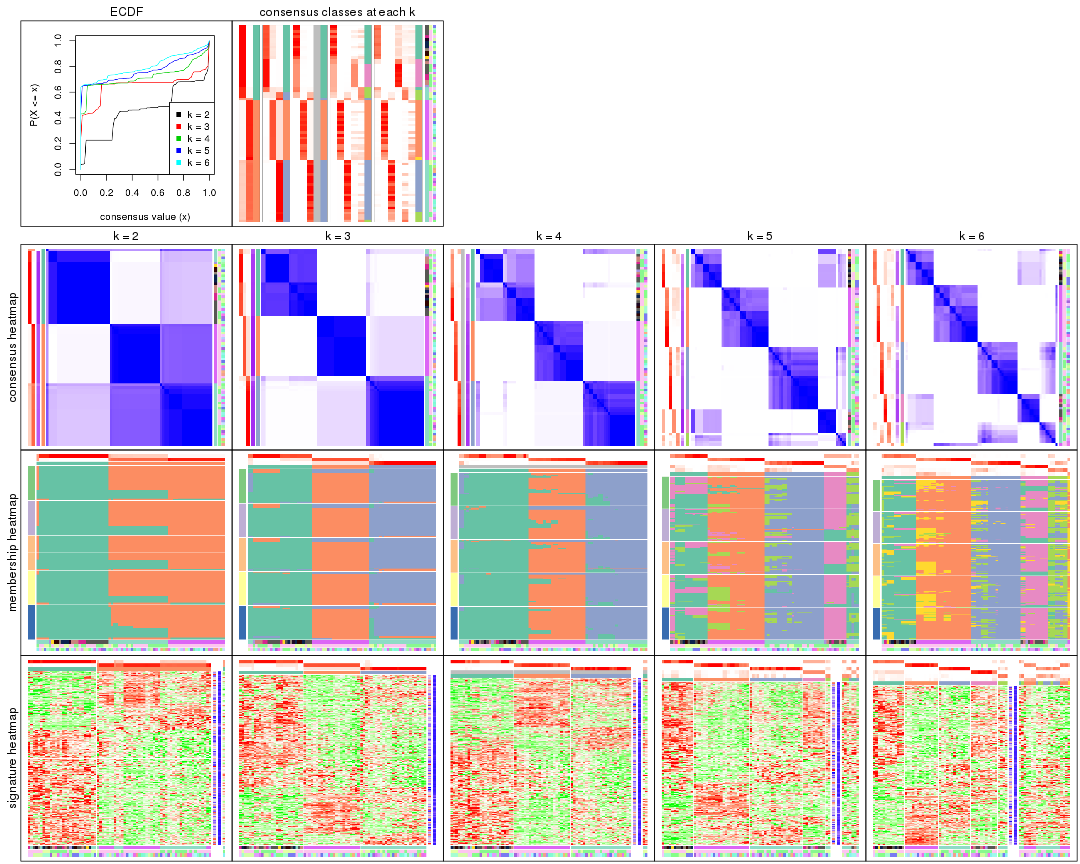 ECDF
consensus classes at each k
P(X <= x)
0.0 0.2 0.4 0.6 0.8 1.0
k = 2
k = 3
k = 4
k = 5
k = 6
0.0 0.2 0.4 0.6 0.8 1.0
consensus value (x)
k = 2 k = 3 k = 4 k = 5 k = 6
consensus heatmap
membership heatmap
signature heatmap